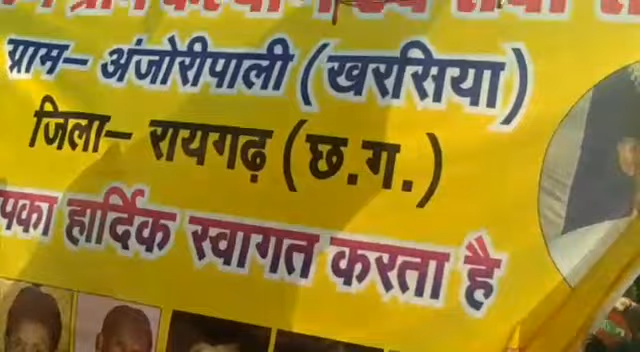 ग्राम– अंजोरीपाली (खरसिया)
जिला– रायगढ़ (छ.ग.)
पका हार्दिक स्वागत करता है